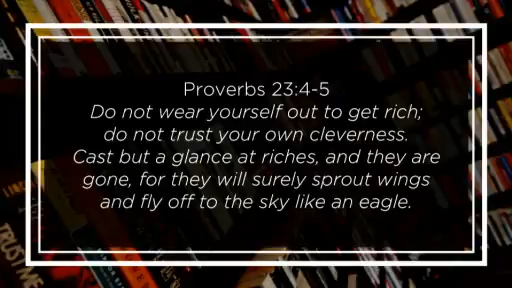 Proverbs 23:4-5
Do not wear yourself out to get rich;
do not trust your own cleverness.
Cast but a glance at riches, and they are
gone, for they will surely sprout wings
and fly off to the sky like an eagle.
TRUST ME